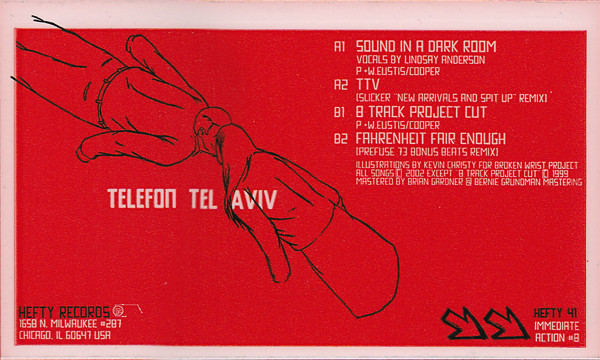 A1 SOUND IN A DARK ROOM
VOCALS BY LINDSAY ANDERSON
P +W.EUSTIS/COOPER
A2 TTV
[SLICKER "NEW ARRIVALS AND SPIT UP" REMIX]
B1 8 TRACK PROJECT CUT
P +W.EUSTIS/COOPER
B2 FAHRENHEIT FAIR ENOUGH
[PREFUSE 73 BONUS BEATS REMIX]
ILLUSTRATIONS BY KEVIN CHRISTY FOR BROKEN WRIST PROJECT
ALL SONGS © 2002 EXCEPT "8 TRACK PROJECT CUT" © 1999
MASTERED BY BRIAN GARDNER @ BERNIE GRUNDMAN MASTERING
TELEFON TEL AVIV
HEFTY RECORDS
1658 N. MILWAUKEE #287
CHICAGO, IL 60647 USA
HEFTY 41
IMMEDIATE
ACTION #8